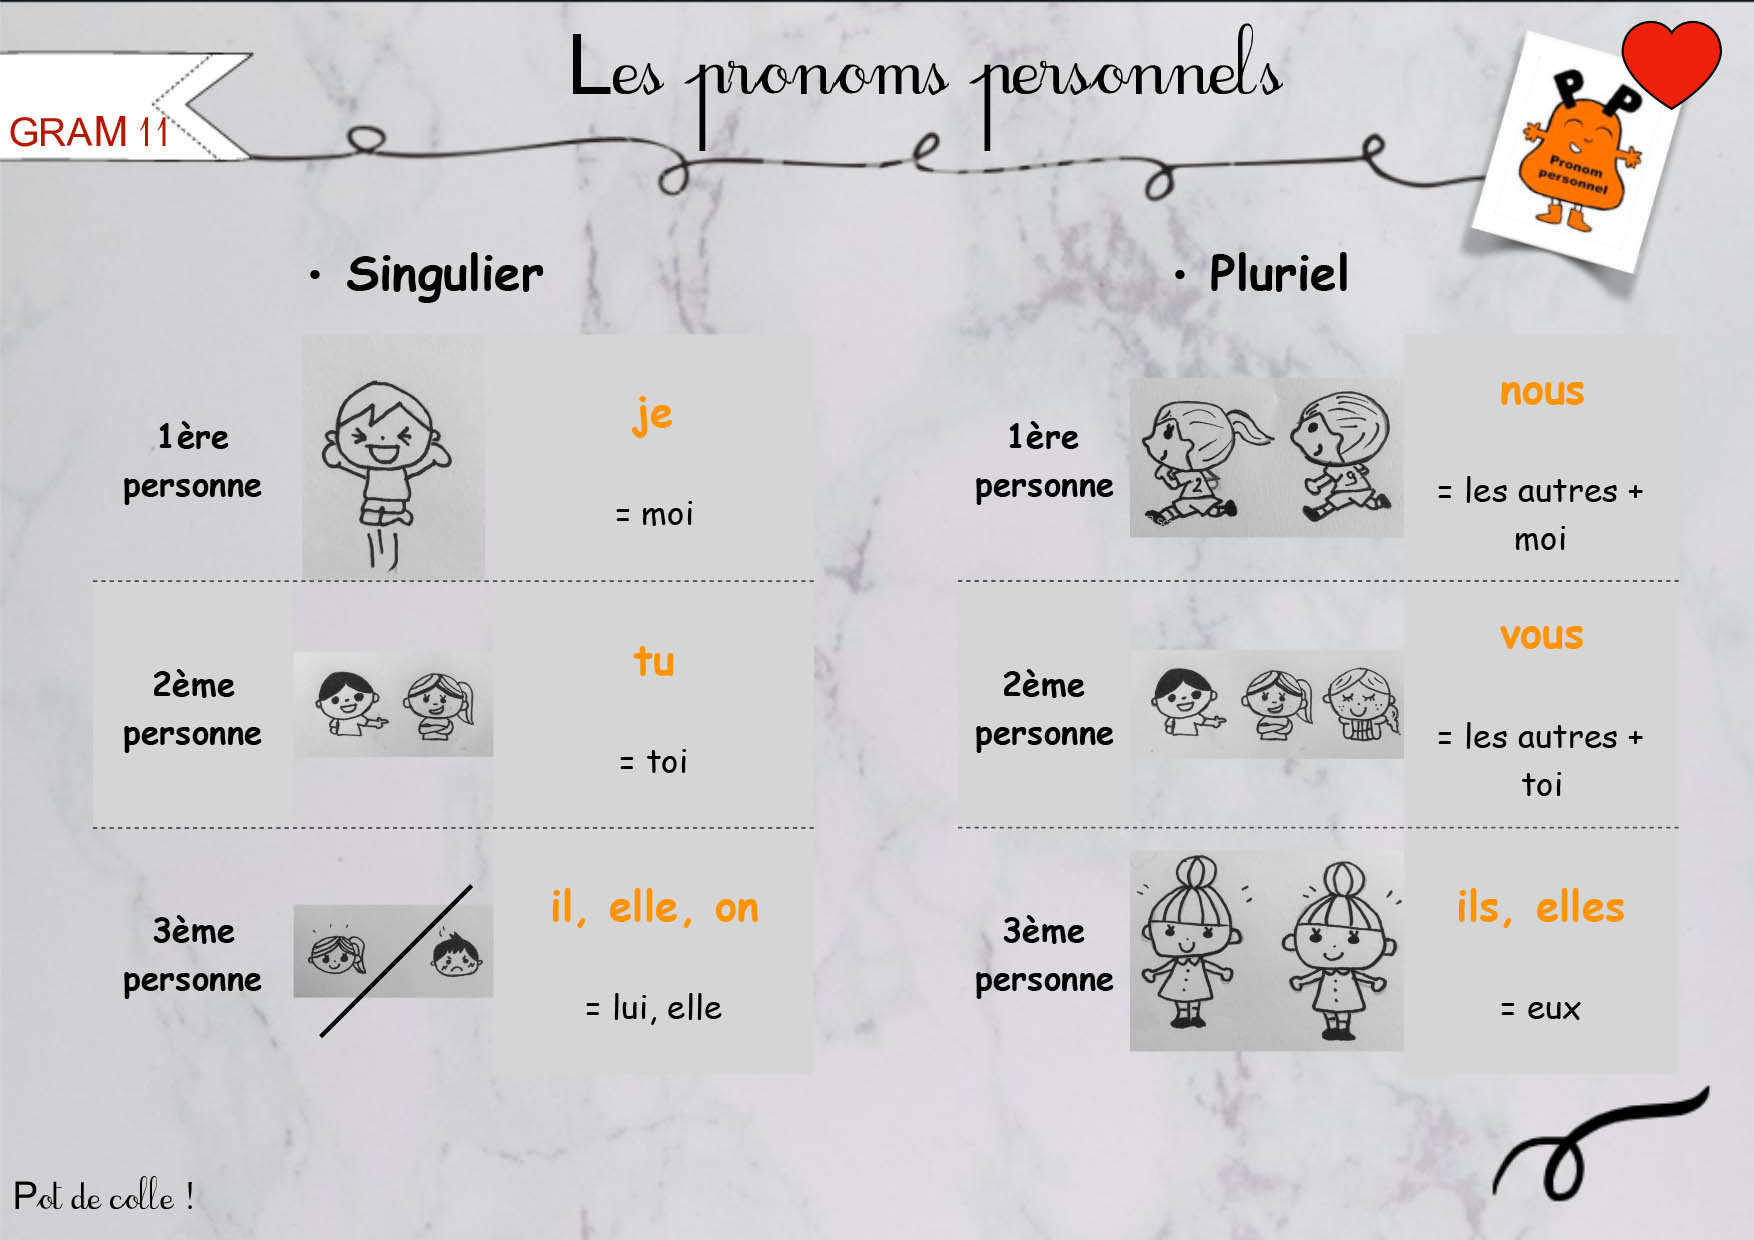 Les pronoms personnels
GRAM 11
P P
Pronom
personnel
• Singulier
1ère
personne
je
= moi
2ème
personne
tu
= toi
3ème
personne
il, elle, on
= lui, elle
• Pluriel
1ère
personne
2
9
nous
= les autres +
moi
2ème
personne
vous
= les autres +
toi
3ème
personne
ils, elles
= eux
Pot de colle !